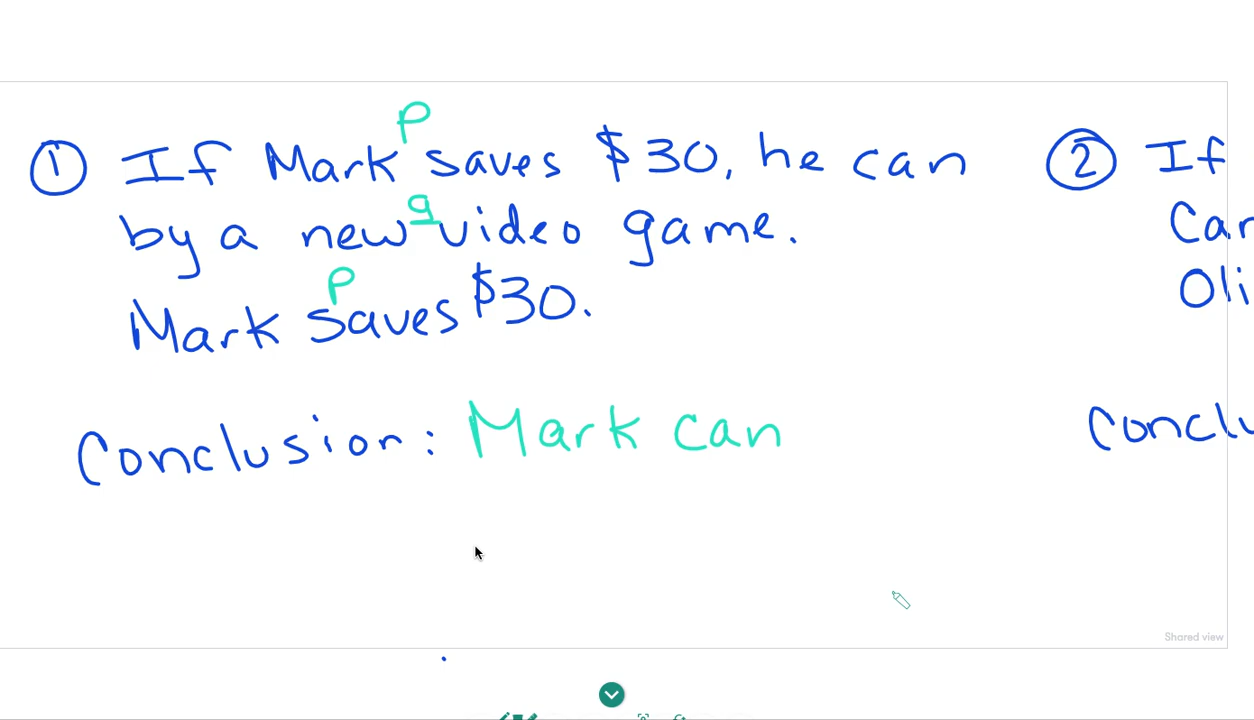 P
① If Mark saves $30, he can
q
by a new video game.
P
Mark saves $30.
Conclusion: Mark can
② If
Car
Oli
Conclu
Shared view